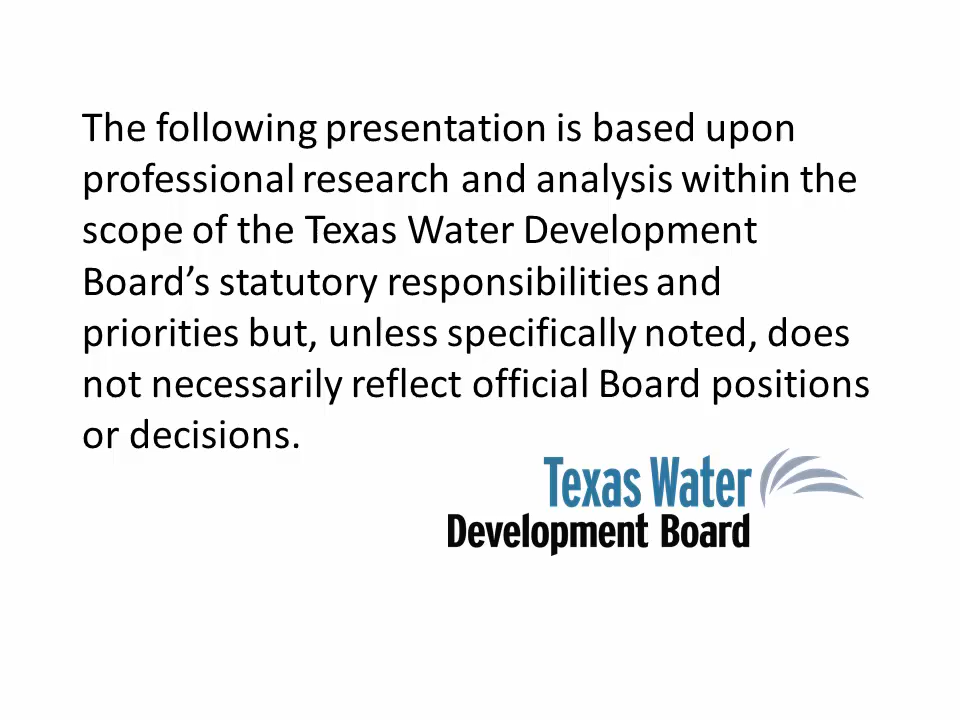 The following presentation is based upon
professional research and analysis within the
scope of the Texas Water Development
Board’s statutory responsibilities and
priorities but, unless specifically noted, does
not necessarily reflect official Board positions
or decisions.
Texas Water
Development Board